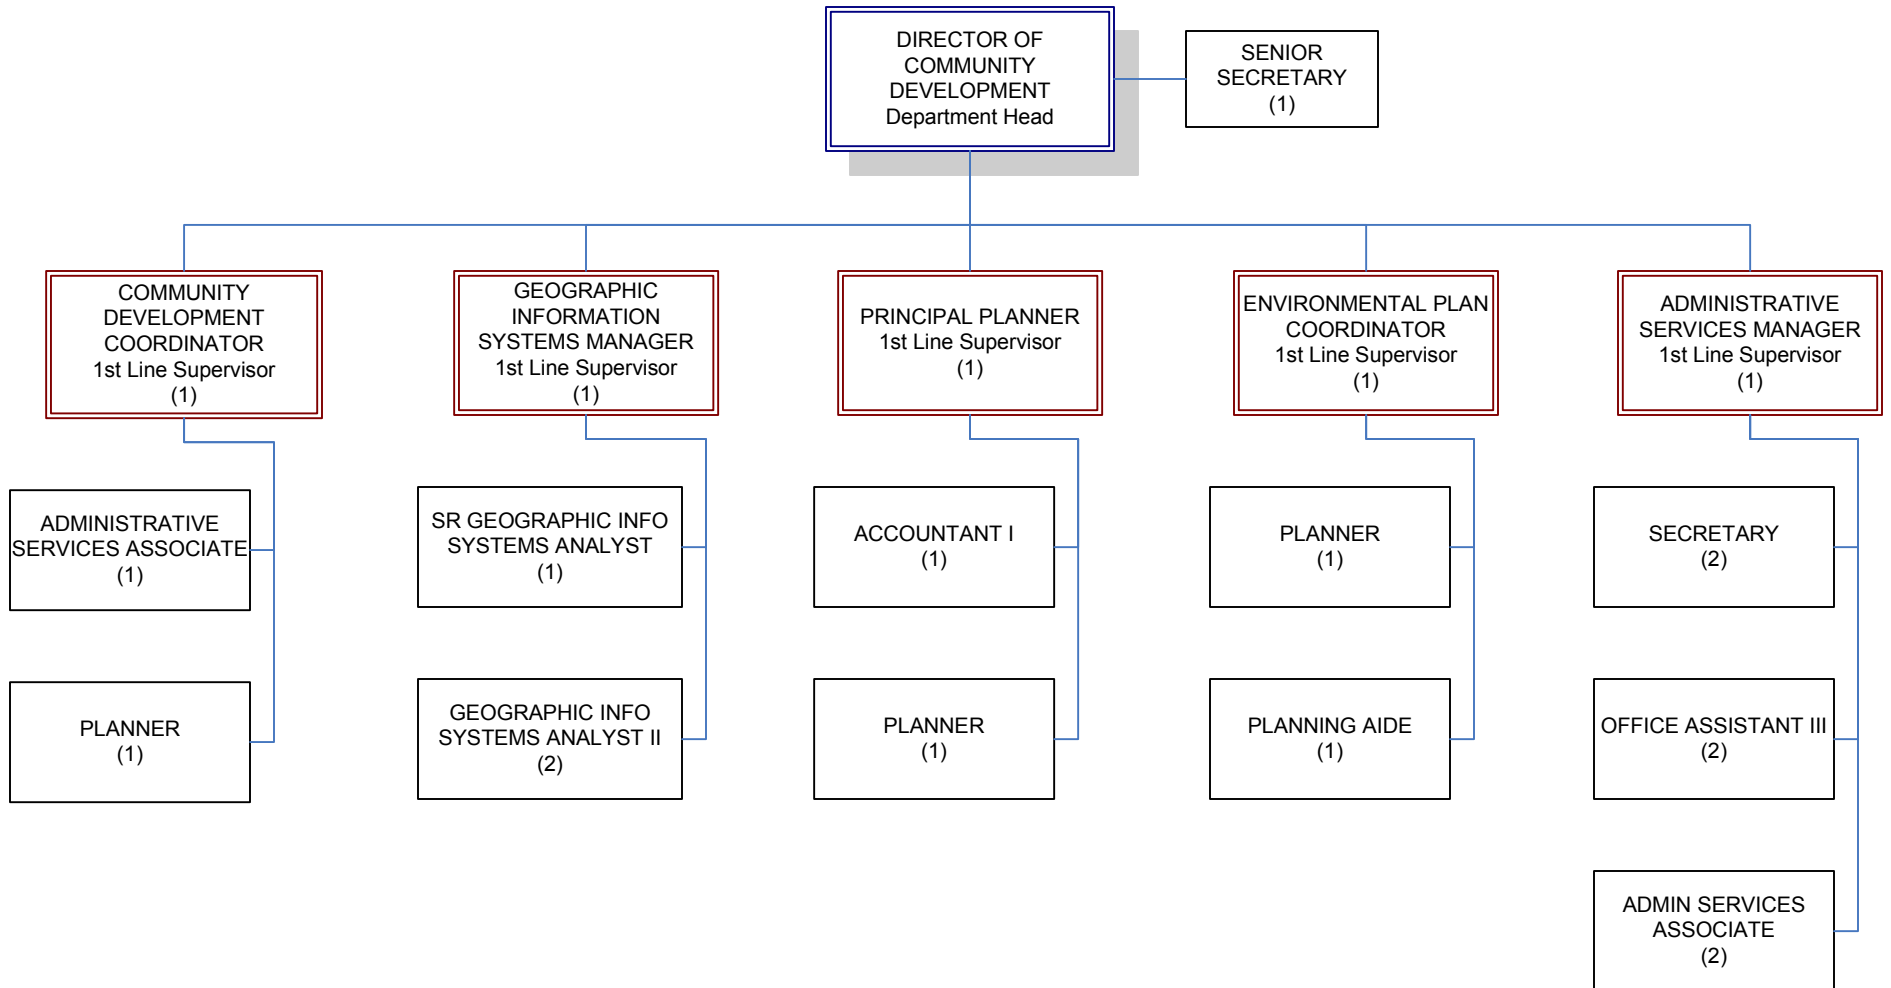 DIRECTOR OF
COMMUNITY
DEVELOPMENT
Department Head
SENIOR
SECRETARY
(1)
COMMUNITY
DEVELOPMENT
COORDINATOR
1st Line Supervisor
(1)
GEOGRAPHIC
INFORMATION
SYSTEMS MANAGER
1st Line Supervisor
(1)
PRINCIPAL PLANNER
1st Line Supervisor
(1)
ENVIRONMENTAL PLAN
COORDINATOR
1st Line Supervisor
(1)
ADMINISTRATIVE
SERVICES MANAGER
1st Line Supervisor
(1)
ADMINISTRATIVE
SERVICES ASSOCIATE
(1)
SR GEOGRAPHIC INFO
SYSTEMS ANALYST
(1)
ACCOUNTANT I
(1)
PLANNER
(1)
SECRETARY
(2)
PLANNER
(1)
GEOGRAPHIC INFO
SYSTEMS ANALYST II
(2)
PLANNER
(1)
PLANNING AIDE
(1)
OFFICE ASSISTANT III
(2)
ADMIN SERVICES
ASSOCIATE
(2)